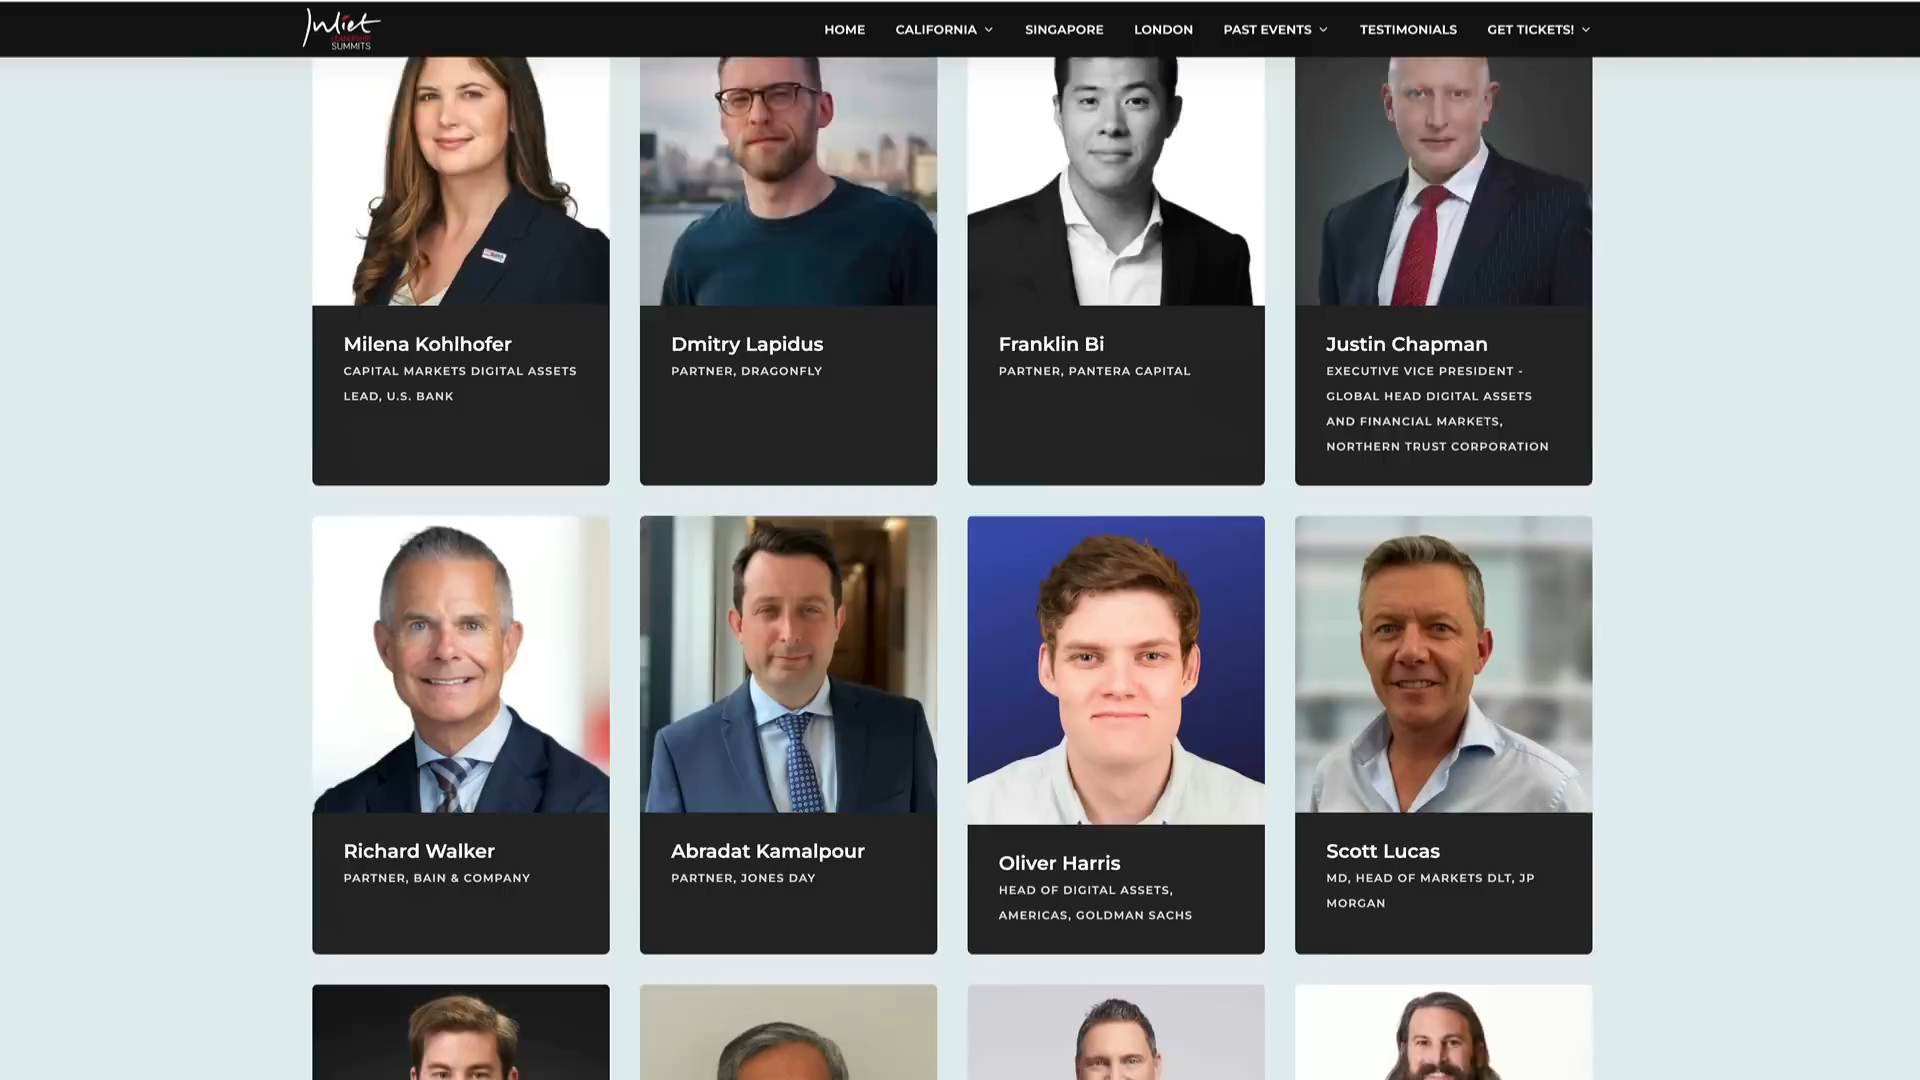 Juliet
LEADERSHIP
SUMMITS
HOME
CALIFORNIA
SINGAPORE
LONDON
PAST EVENTS
TESTIMONIALS
GET TICKETS!
Milena Kohlhofer
CAPITAL MARKETS DIGITAL ASSETS
LEAD, U.S. BANK
Dmitry Lapidus
PARTNER, DRAGONFLY
Franklin Bi
PARTNER, PANTERA CAPITAL
Justin Chapman
EXECUTIVE VICE PRESIDENT -
GLOBAL HEAD DIGITAL ASSETS
AND FINANCIAL MARKETS,
NORTHERN TRUST CORPORATION
Richard Walker
PARTNER, BAIN & COMPANY
Abradat Kamalpour
PARTNER, JONES DAY
Oliver Harris
HEAD OF DIGITAL ASSETS,
AMERICAS, GOLDMAN SACHS
Scott Lucas
MD, HEAD OF MARKETS DLT, JP
MORGAN